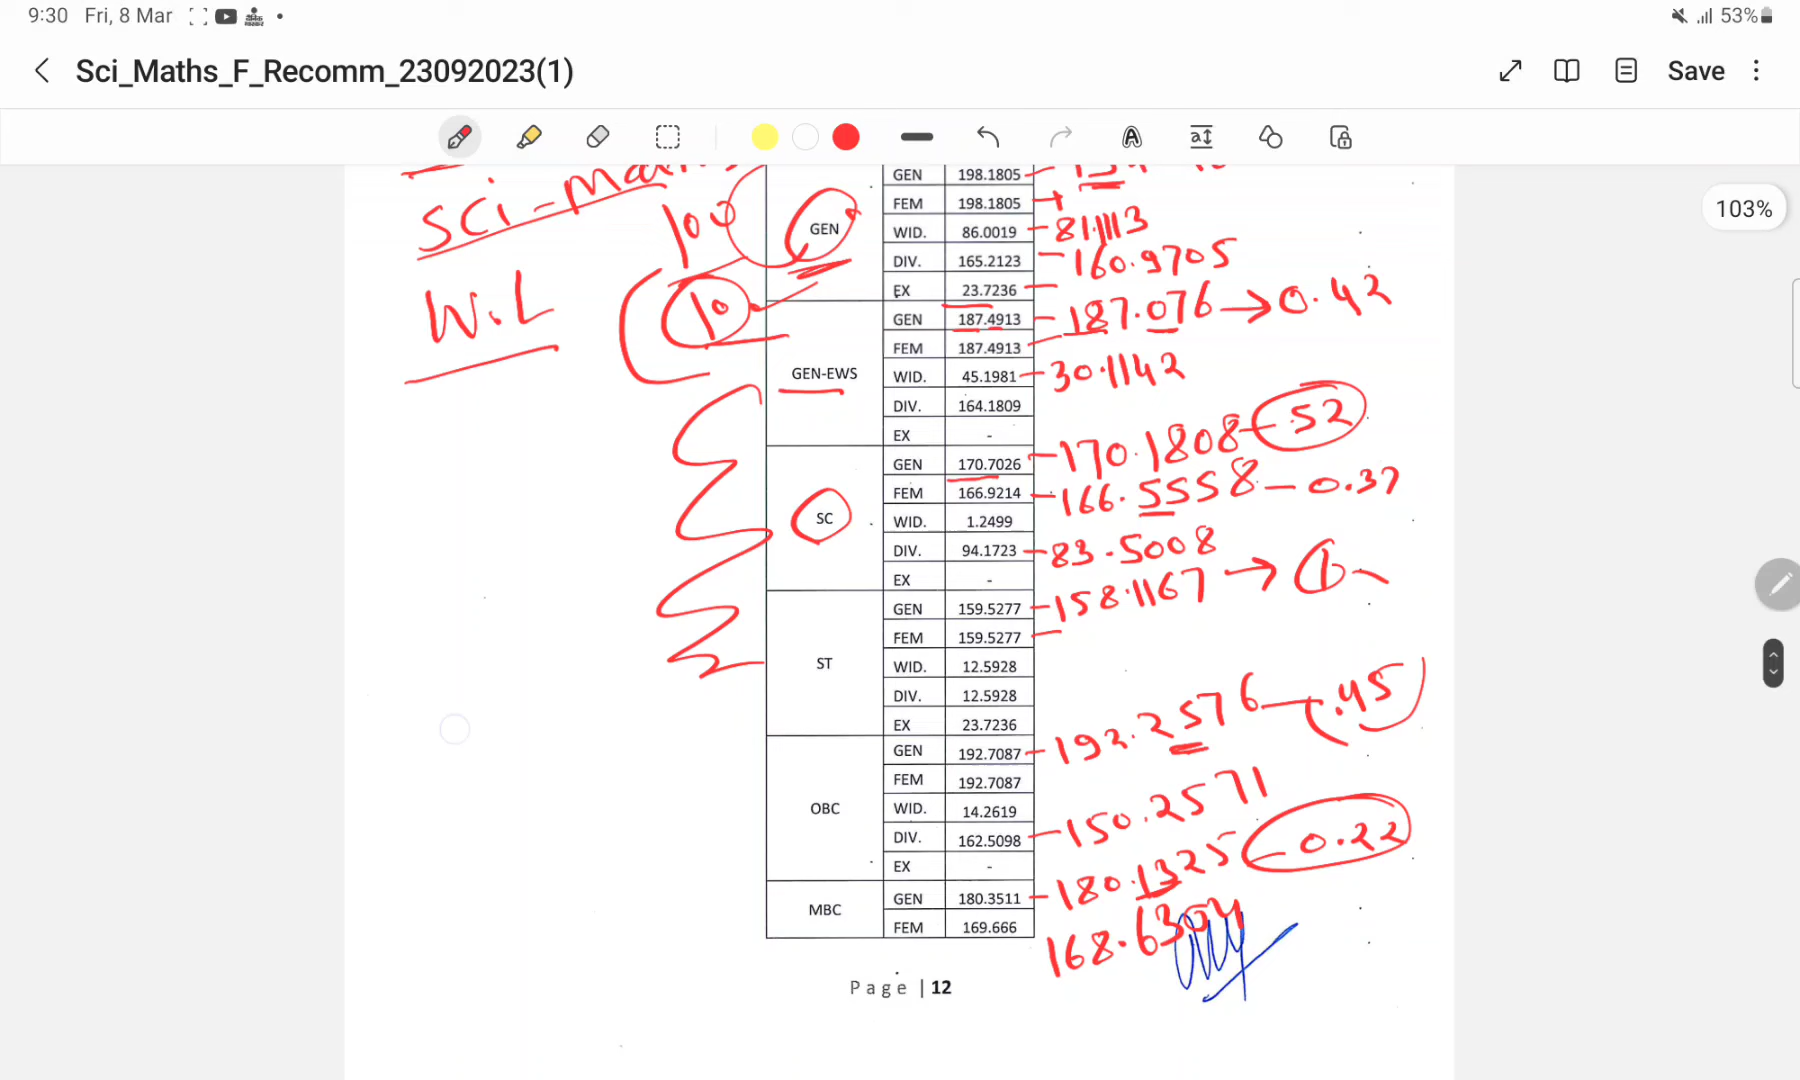 9:30 Fri, 8 Mar 53%
Sci_Maths_F_Recomm_23092023(1) Save
103%
Sci-Maths
W.L
100
10
GEN
GEN 198.1805
FEM 198.1805
WID. 86.0019 - 81.1113
DIV. 165.2123 - 160.9705
EX 23.7236
GEN-EWS
GEN 187.4913 - 187.076 → 0.42
FEM 187.4913
WID. 45.1981 - 30.1142
DIV. 164.1809
EX -
SC
GEN 170.7026 - 170.1808 - 52
FEM 166.9214 - 166.5558 - 0.37
WID. 1.2499
DIV. 94.1723 - 83.5008
EX -
ST
GEN 159.5277 - 158.1167 → 1
FEM 159.5277
WID. 12.5928
DIV. 12.5928
EX 23.7236
OBC
GEN 192.7087 - 192.2576 - .45
FEM 192.7087
WID. 14.2619
DIV. 162.5098 - 150.2571
EX -
MBC
GEN 180.3511 - 180.1325 - 0.22
FEM 169.666 168.6304
Page | 12